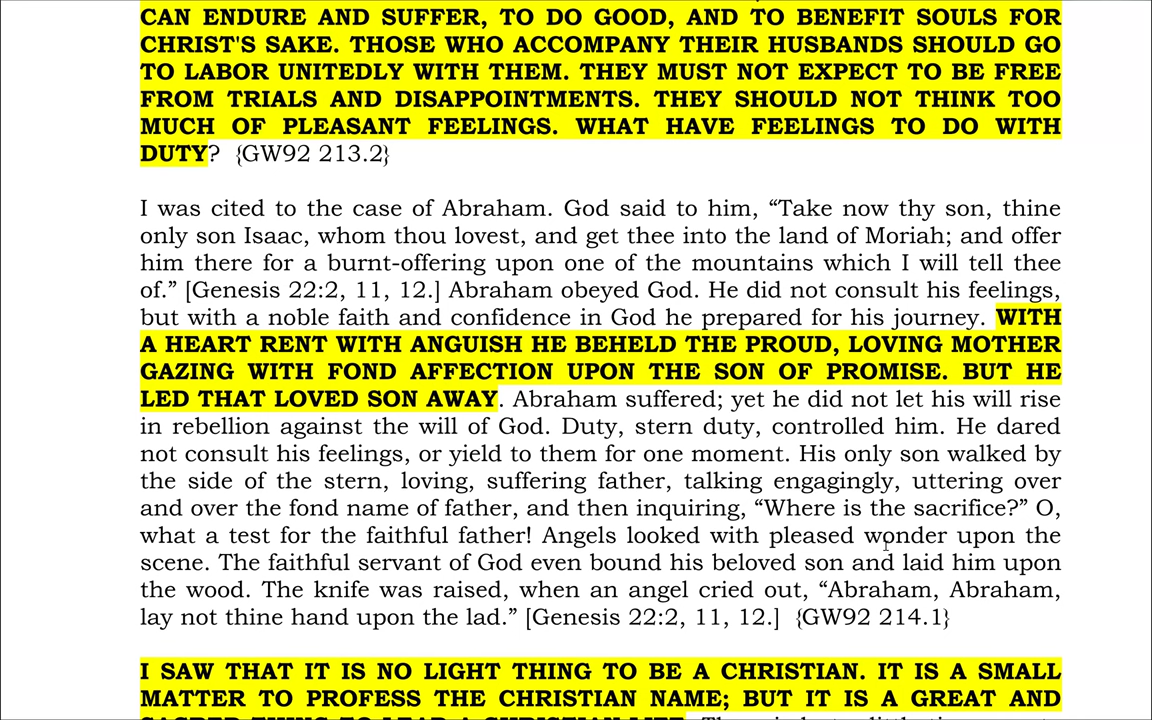 CAN ENDURE AND SUFFER, TO DO GOOD, AND TO BENEFIT SOULS FOR
CHRIST'S SAKE. THOSE WHO ACCOMPANY THEIR HUSBANDS SHOULD GO
TO LABOR UNITEDLY WITH THEM. THEY MUST NOT EXPECT TO BE FREE
FROM TRIALS AND DISAPPOINTMENTS. THEY SHOULD NOT THINK TOO
MUCH OF PLEASANT FEELINGS. WHAT HAVE FEELINGS TO DO WITH
DUTY? {GW92 213.2}
I was cited to the case of Abraham. God said to him, “Take now thy son, thine
only son Isaac, whom thou lovest, and get thee into the land of Moriah; and offer
him there for a burnt-offering upon one of the mountains which I will tell thee
of.” [Genesis 22:2, 11, 12.] Abraham obeyed God. He did not consult his feelings,
but with a noble faith and confidence in God he prepared for his journey. WITH
A HEART RENT WITH ANGUISH HE BEHELD THE PROUD, LOVING MOTHER
GAZING WITH FOND AFFECTION UPON THE SON OF PROMISE. BUT HE
LED THAT LOVED SON AWAY. Abraham suffered; yet he did not let his will rise
in rebellion against the will of God. Duty, stern duty, controlled him. He dared
not consult his feelings, or yield to them for one moment. His only son walked by
the side of the stern, loving, suffering father, talking engagingly, uttering over
and over the fond name of father, and then inquiring, “Where is the sacrifice?” O,
what a test for the faithful father! Angels looked with pleased wonder upon the
scene. The faithful servant of God even bound his beloved son and laid him upon
the wood. The knife was raised, when an angel cried out, “Abraham, Abraham,
lay not thine hand upon the lad.” [Genesis 22:2, 11, 12.] {GW92 214.1}
I SAW THAT IT IS NO LIGHT THING TO BE A CHRISTIAN. IT IS A SMALL
MATTER TO PROFESS THE CHRISTIAN NAME; BUT IT IS A GREAT AND
SACRED THING TO LEAD A CHRISTIAN LIFE.